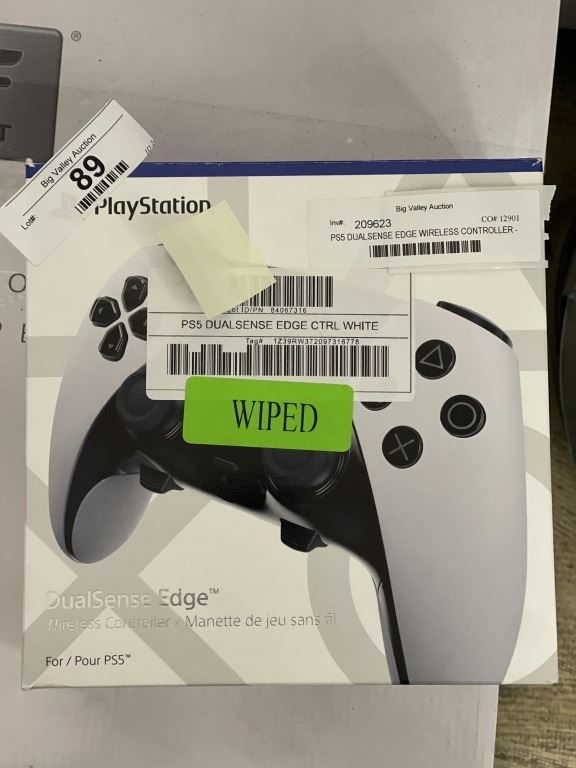 ®
Big Valley Auction
89
Lot#:
PlayStation
Big Valley Auction
Inv#: 209623 CO# 12901
PS5 DUALSENSE EDGE WIRELESS CONTROLLER -
ID/PN 84067316
PS5 DUALSENSE EDGE CTRL WHITE
Tag# 1Z39RW372097316778
WIPED
DualSense Edge™
Wireless Controller / Manette de jeu sans fil
For / Pour PS5™